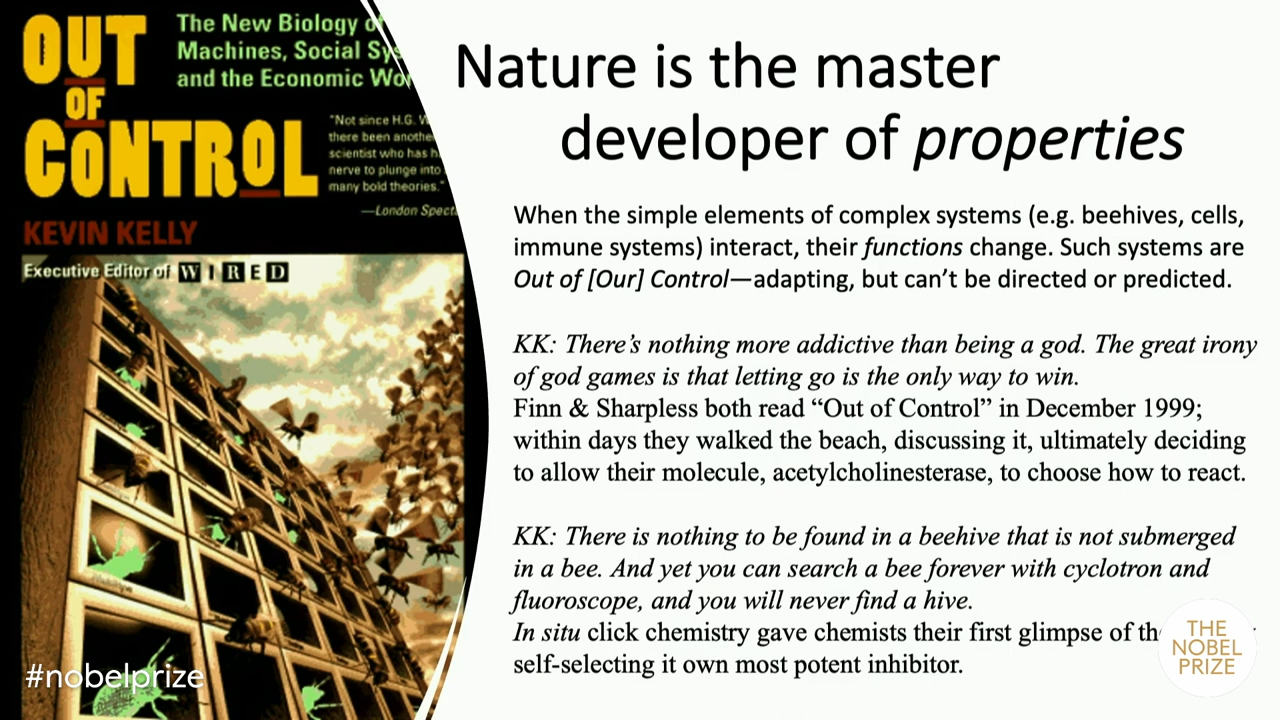 OUT
OF
CONTROL
The New Biology of
Machines, Social Sys
and the Economic Wo
"Not since H.G. W
there been anothe
scientist who has h
nerve to plunge into
many bold theories."
—London Spect
KEVIN KELLY
Executive Editor of WIRED
Nature is the master
developer of properties
When the simple elements of complex systems (e.g. beehives, cells,
immune systems) interact, their functions change. Such systems are
Out of [Our] Control—adapting, but can't be directed or predicted.
KK: There's nothing more addictive than being a god. The great irony
of god games is that letting go is the only way to win.
Finn & Sharpless both read “Out of Control” in December 1999;
within days they walked the beach, discussing it, ultimately deciding
to allow their molecule, acetylcholinesterase, to choose how to react.
KK: There is nothing to be found in a beehive that is not submerged
in a bee. And yet you can search a bee forever with cyclotron and
fluoroscope, and you will never find a hive.
In situ click chemistry gave chemists their first glimpse of
self-selecting it own most potent inhibitor.
THE
NOBEL
PRIZE
#nobelprize